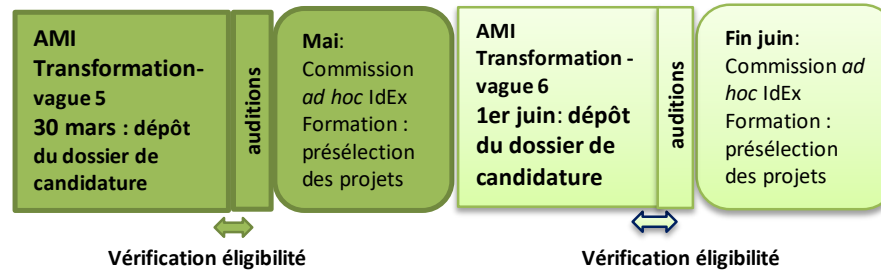 AMI
Transformation-
vague 5
30 mars : dépôt
du dossier de
candidature
auditions
Mai:
Commission
ad hoc IdEx
Formation :
présélection
des projets
AMI
Transformation -
vague 6
1er juin: dépôt
du dossier de
candidature
auditions
Fin juin:
Commission ad
hoc IdEx
Formation :
présélection
des projets
Vérification éligibilité
Vérification éligibilité